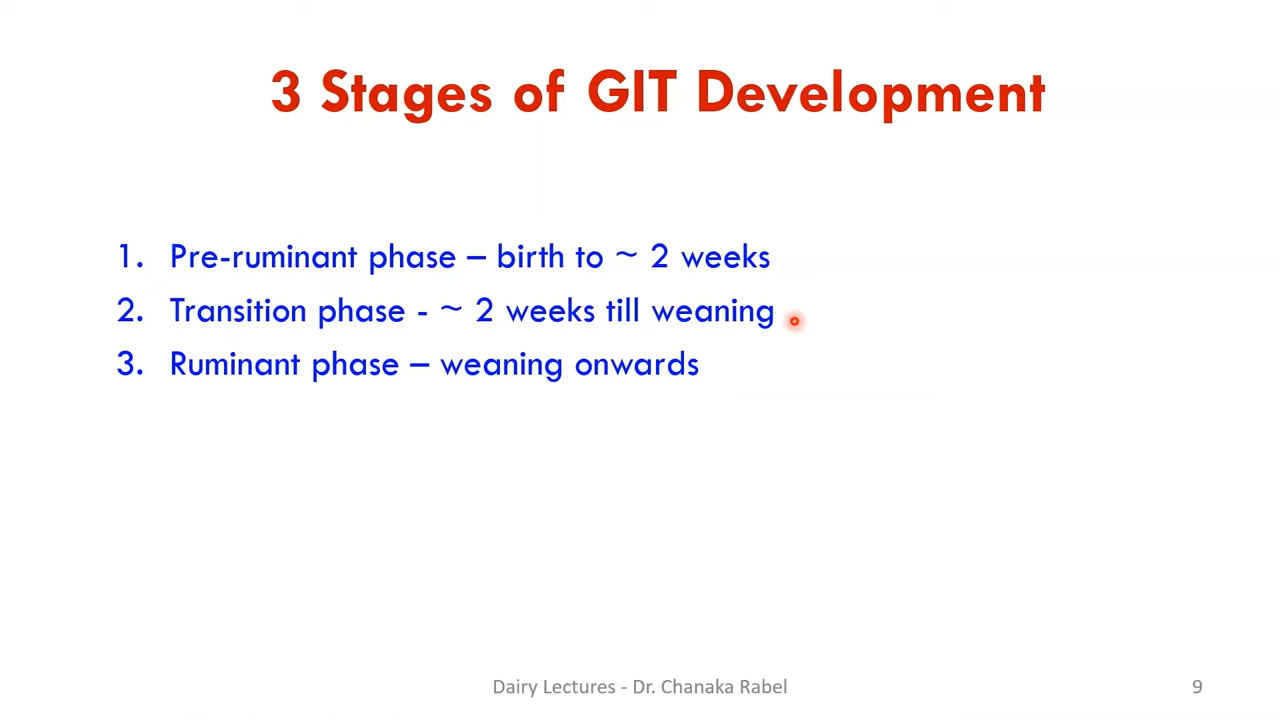 3 Stages of GIT Development
1. Pre-ruminant phase – birth to ~ 2 weeks
2. Transition phase - ~ 2 weeks till weaning
3. Ruminant phase – weaning onwards
Dairy Lectures - Dr. Chanaka Rabel
9